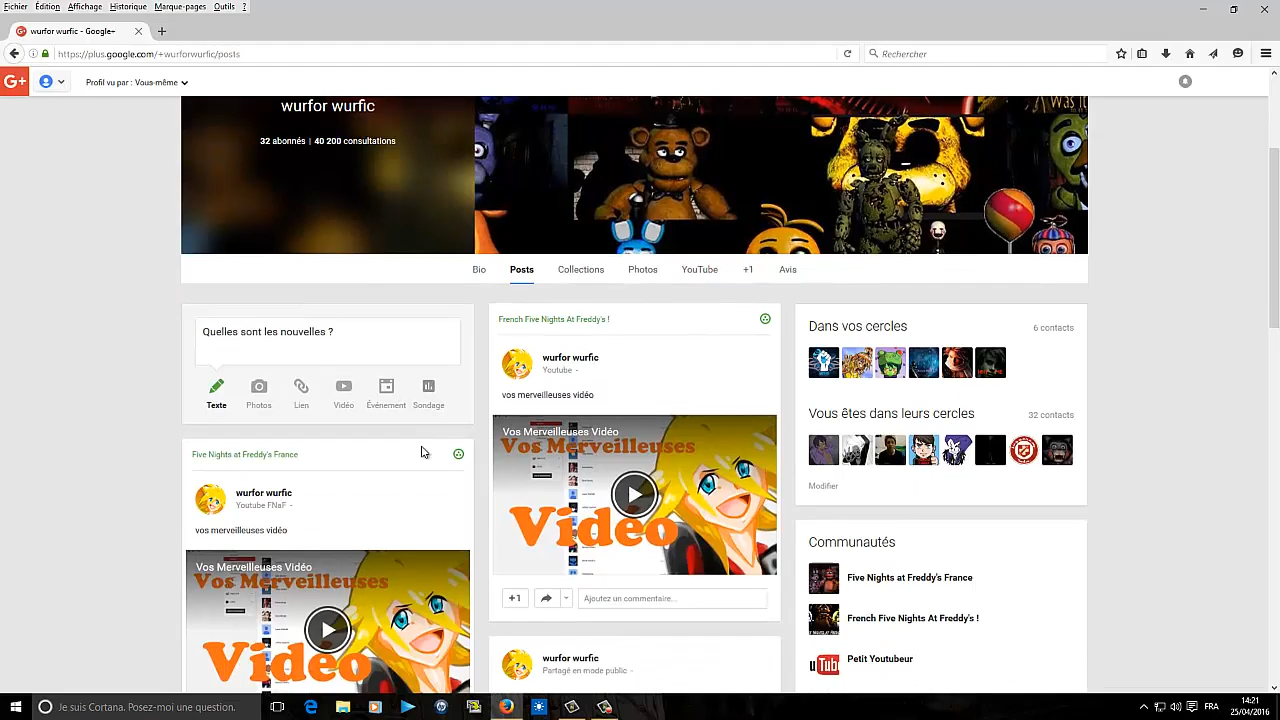 Fichier Édition Affichage Historique Marque-pages Outils ?
wurfor wurfic - Google+
https://plus.google.com/+wurforwurfic/posts
Rechercher
G+
Profil vu par : Vous-même
wurfor wurfic
32 abonnés | 40 200 consultations
Bio Posts Collections Photos YouTube +1 Avis
Quelles sont les nouvelles ?
Texte Photos Lien Vidéo Événement Sondage
Five Nights at Freddy's France
wurfor wurfic
Youtube FNaF -
vos merveilleuses vidéo
Vos Merveilleuses Vidéo
Vos Merveilleuses
Vidéo
French Five Nights At Freddy's !
wurfor wurfic
Youtube -
vos merveilleuses vidéo
Vos Merveilleuses Vidéo
Vos Merveilleuses
Vidéo
+1
Ajoutez un commentaire...
wurfor wurfic
Partagé en mode public -
Dans vos cercles
6 contacts
Vous êtes dans leurs cercles
32 contacts
Modifier
Communautés
Five Nights at Freddy's France
French Five Nights At Freddy's !
Petit Youtubeur
Je suis Cortana. Posez-moi une question.
FRA
14:21
25/04/2016